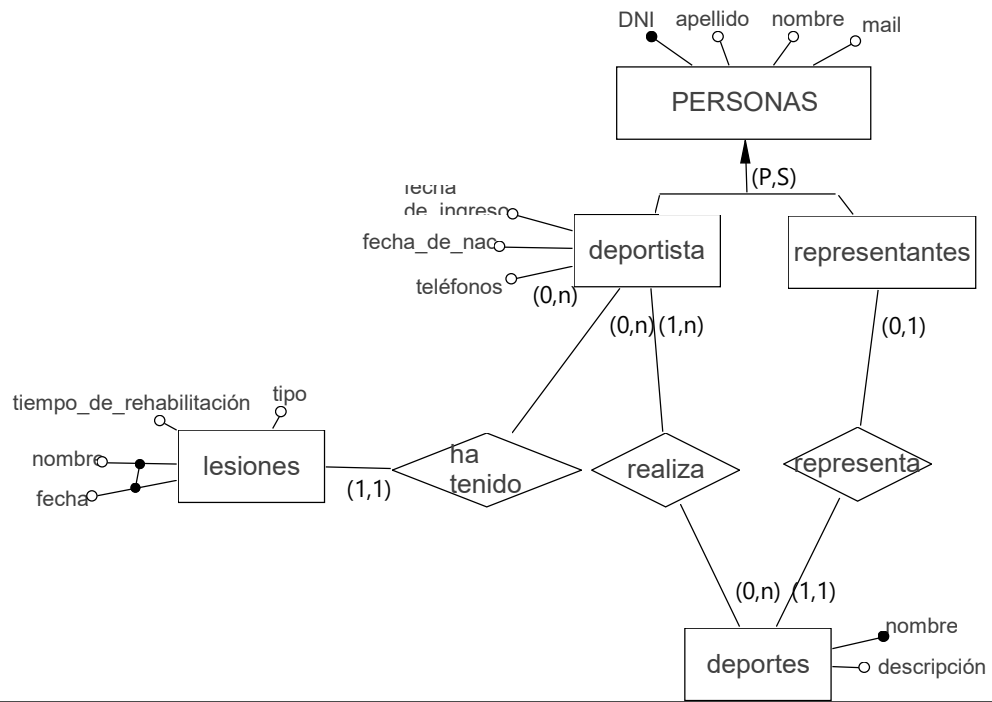 DNI
apellido
nombre
mail
PERSONAS
(P,S)
fecha
de_ingreso
fecha_de_nac
teléfonos
deportista
representantes
(0,n)
(0,n)
(1,n)
(0,1)
tiempo_de_rehabilitación
tipo
nombre
fecha
lesiones
(1,1)
ha
tenido
realiza
representa
(0,n)
(1,1)
deportes
nombre
descripción